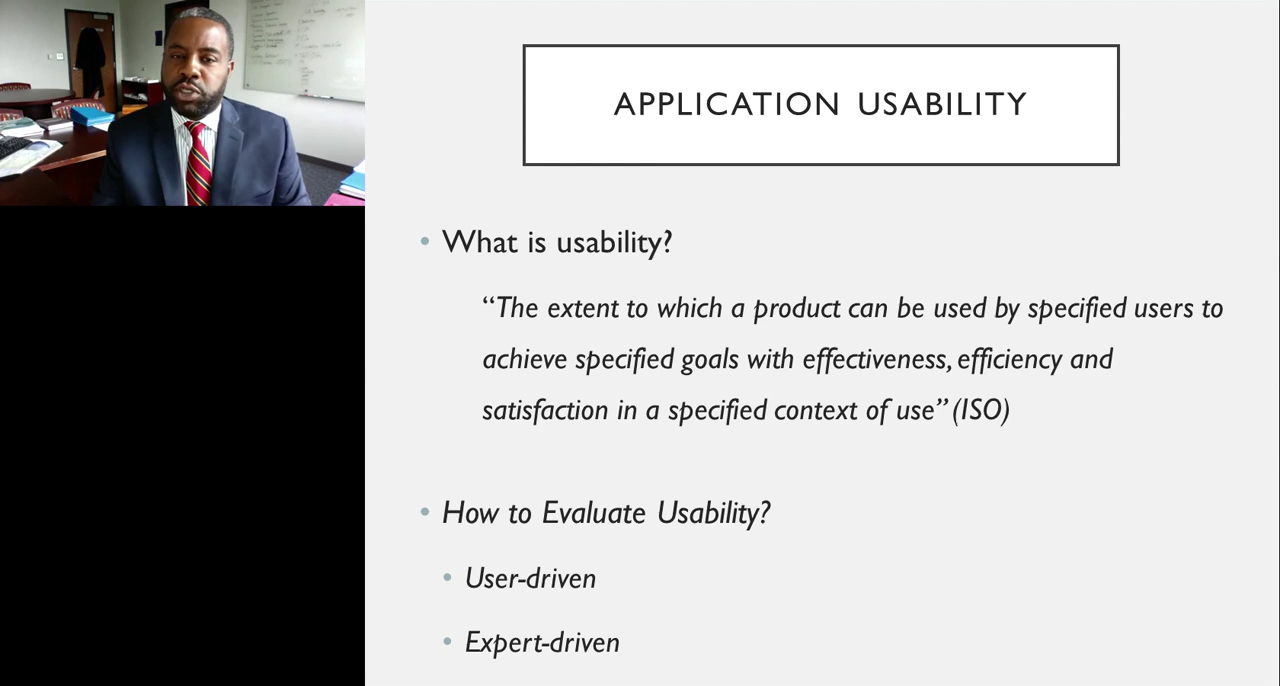 APPLICATION USABILITY
• What is usability?
“The extent to which a product can be used by specified users to
achieve specified goals with effectiveness, efficiency and
satisfaction in a specified context of use” (ISO)
• How to Evaluate Usability?
• User-driven
• Expert-driven